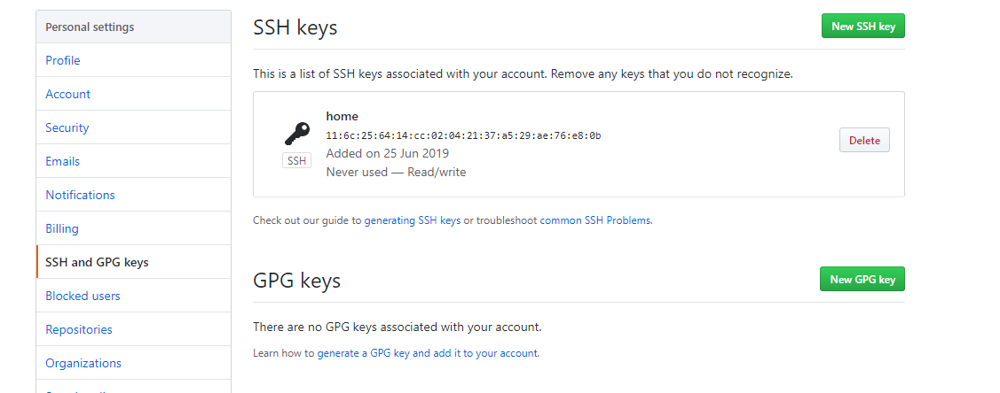 Personal settings
Profile
Account
Security
Emails
Notifications
Billing
SSH and GPG keys
Blocked users
Repositories
Organizations
SSH keys
New SSH key
This is a list of SSH keys associated with your account. Remove any keys that you do not recognize.
home
11:6c:25:64:14:cc:02:04:21:37:a5:29:ae:76:e8:0b
Added on 25 Jun 2019
Never used — Read/write
SSH
Delete
Check out our guide to generating SSH keys or troubleshoot common SSH Problems.
GPG keys
New GPG key
There are no GPG keys associated with your account.
Learn how to generate a GPG key and add it to your account.